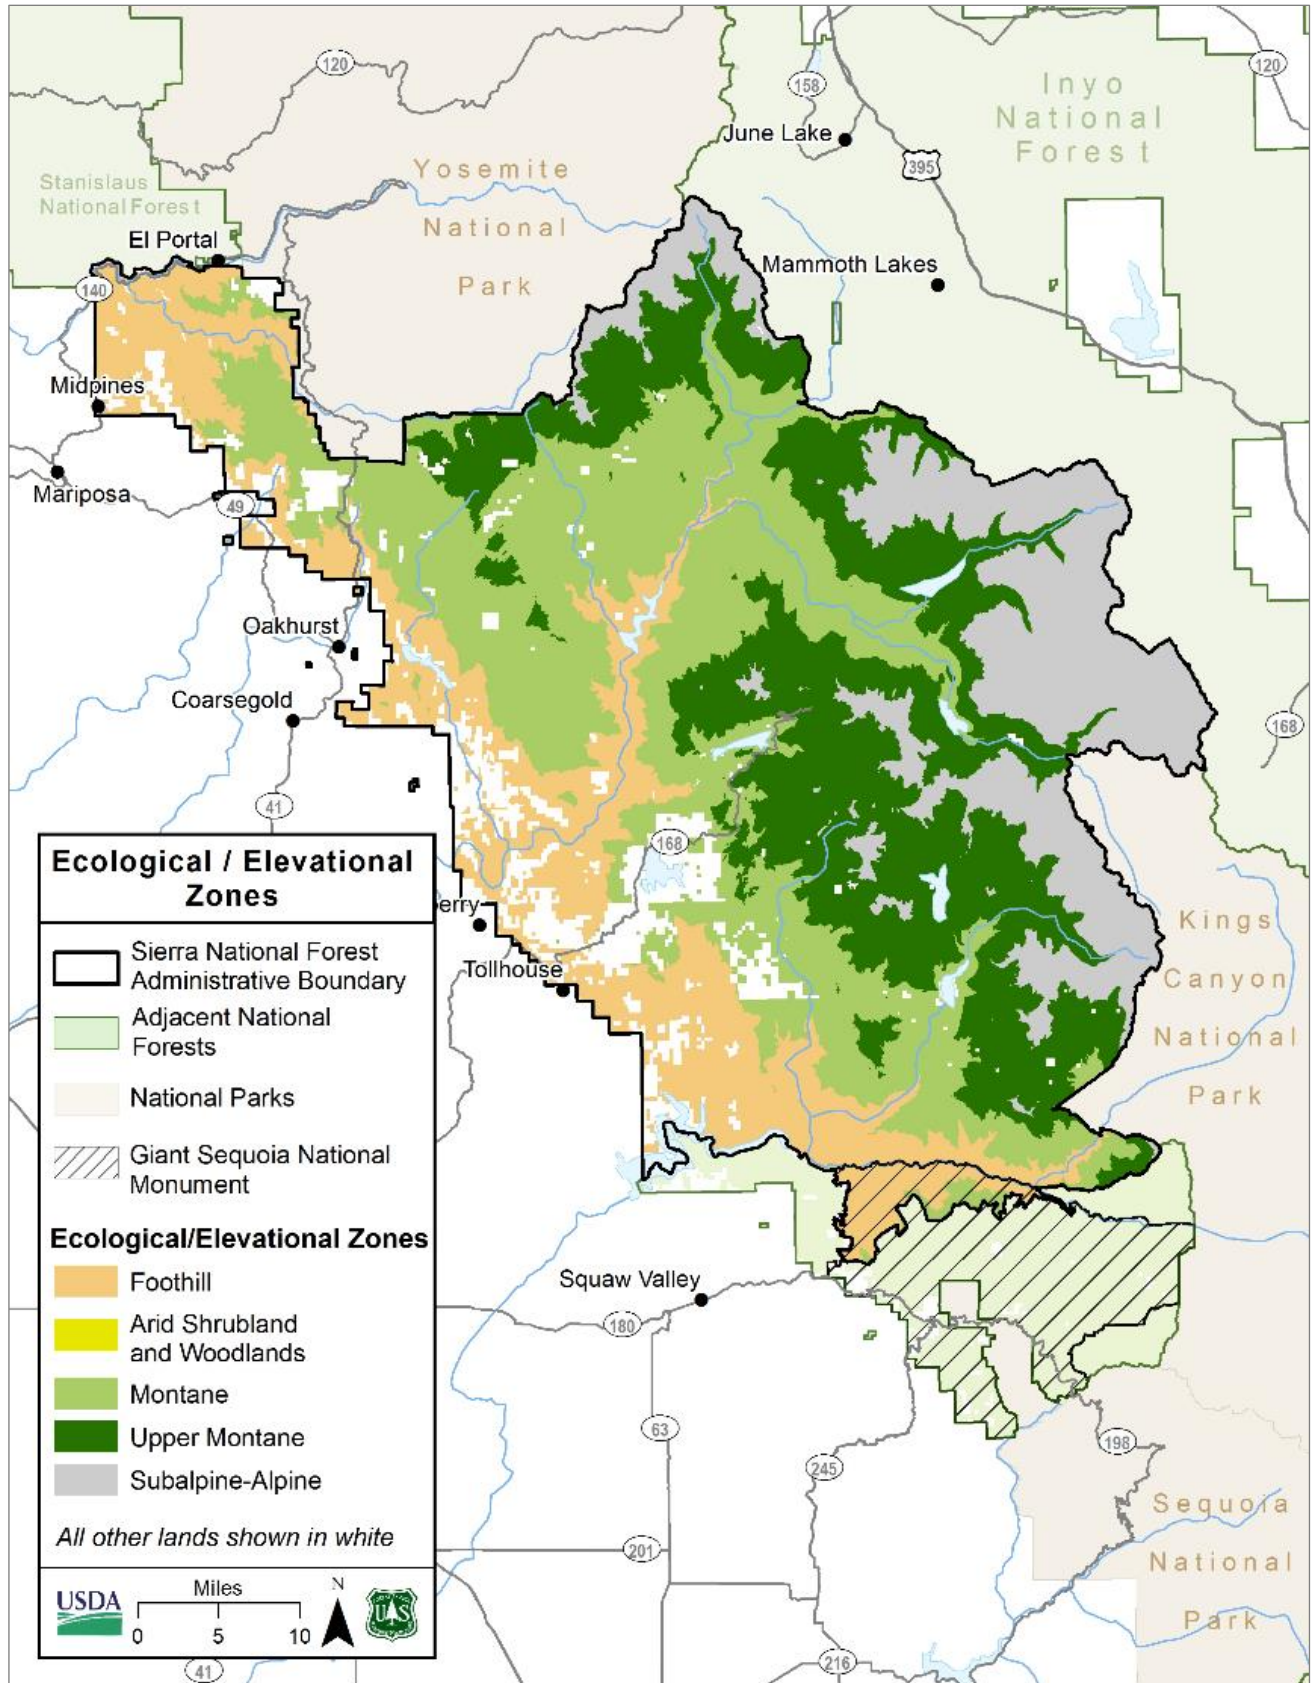 120
158
120
Inyo
National
Forest
June Lake
395
Yosemite
National
Park
Stanislaus
National Forest
El Portal
Mammoth Lakes
140
Midpines
Mariposa
49
Oakhurst
Coarsegold
168
41
168
erry
Tollhouse
Kings
Canyon
National
Park
Squaw Valley
180
63
245
198
201
Sequoia
National
Park
216
41
Ecological / Elevational
Zones
Sierra National Forest
Administrative Boundary
Adjacent National
Forests
National Parks
Giant Sequoia National
Monument
Ecological/Elevational Zones
Foothill
Arid Shrubland
and Woodlands
Montane
Upper Montane
Subalpine-Alpine
All other lands shown in white
USDA
Miles
0 5 10
N
U S